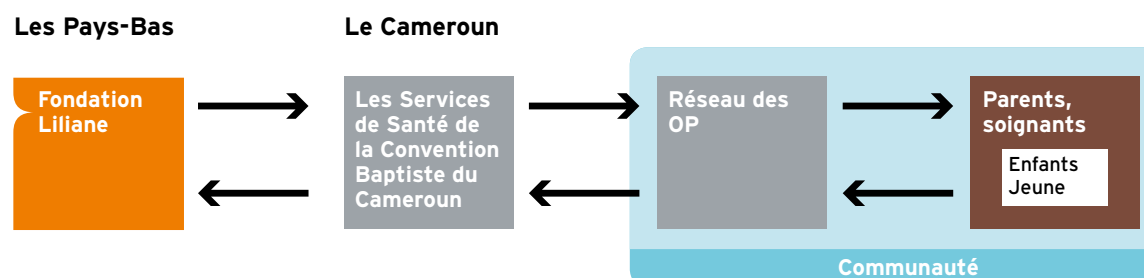 Les Pays-Bas
Le Cameroun
Fondation
Liliane
Les Services
de Santé de
la Convention
Baptiste du
Cameroun
Réseau des
OP
Parents,
soignants
Enfants
Jeune
Communauté